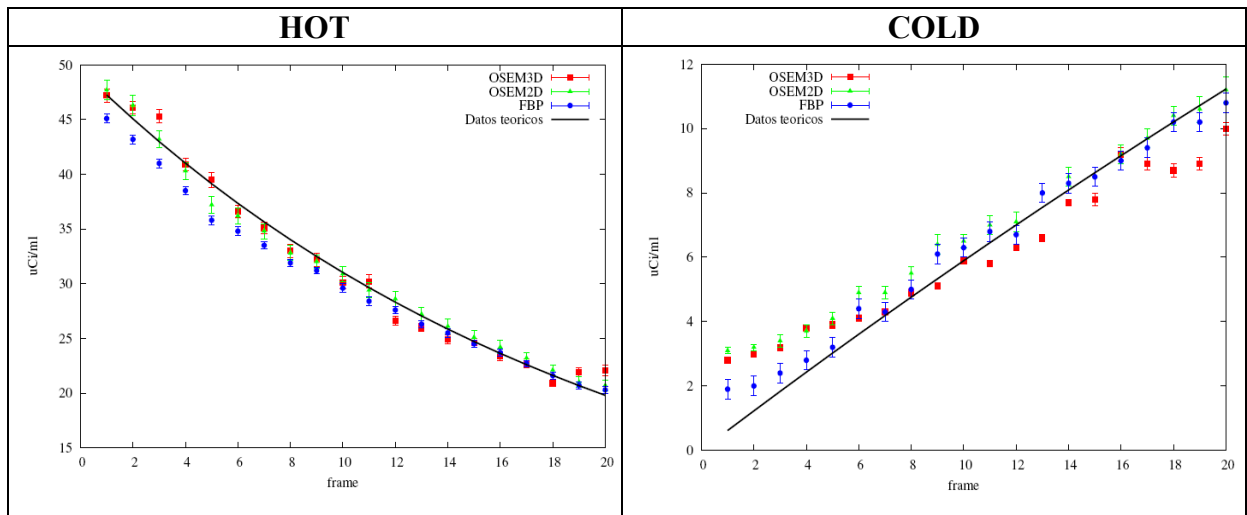 HOT
COLD
50
45
40
35
30
25
20
15
uCi/ml
OSEM3D
OSEM2D
FBP
Datos teoricos
0 2 4 6 8 10 12 14 16 18 20
frame
12
10
8
6
4
2
0
uCi/ml
OSEM3D
OSEM2D
FBP
Datos teoricos
0 2 4 6 8 10 12 14 16 18 20
frame